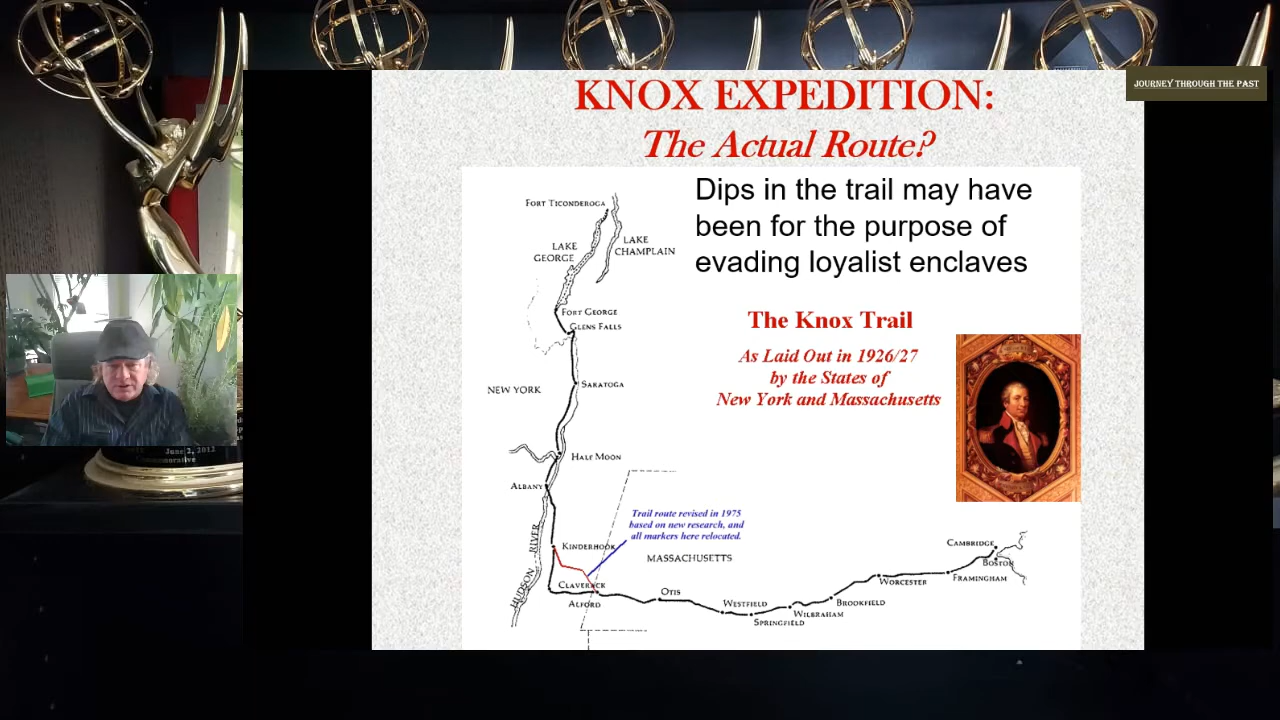 KNOX EXPEDITION:
The Actual Route?
JOURNEY THROUGH THE PAST
Dips in the trail may have
been for the purpose of
evading loyalist enclaves
FORT TICONDEROGA
LAKE
GEORGE
LAKE
CHAMPLAIN
FORT GEORGE
GLENS FALLS
The Knox Trail
As Laid Out in 1926/27
by the States of
New York and Massachusetts
NEW YORK
SARATOGA
HALF MOON
ALBANY
Trail route revised in 1975
based on new research, and
all markers here relocated.
KINDERHOOK
MASSACHUSETTS
HUDSON RIVER
CLAVERACK
ALFORD
OTIS
WESTFIELD
SPRINGFIELD
WILBRAHAM
BROOKFIELD
WORCESTER
FRAMINGHAM
CAMBRIDGE
BOSTON
June 2, 2012